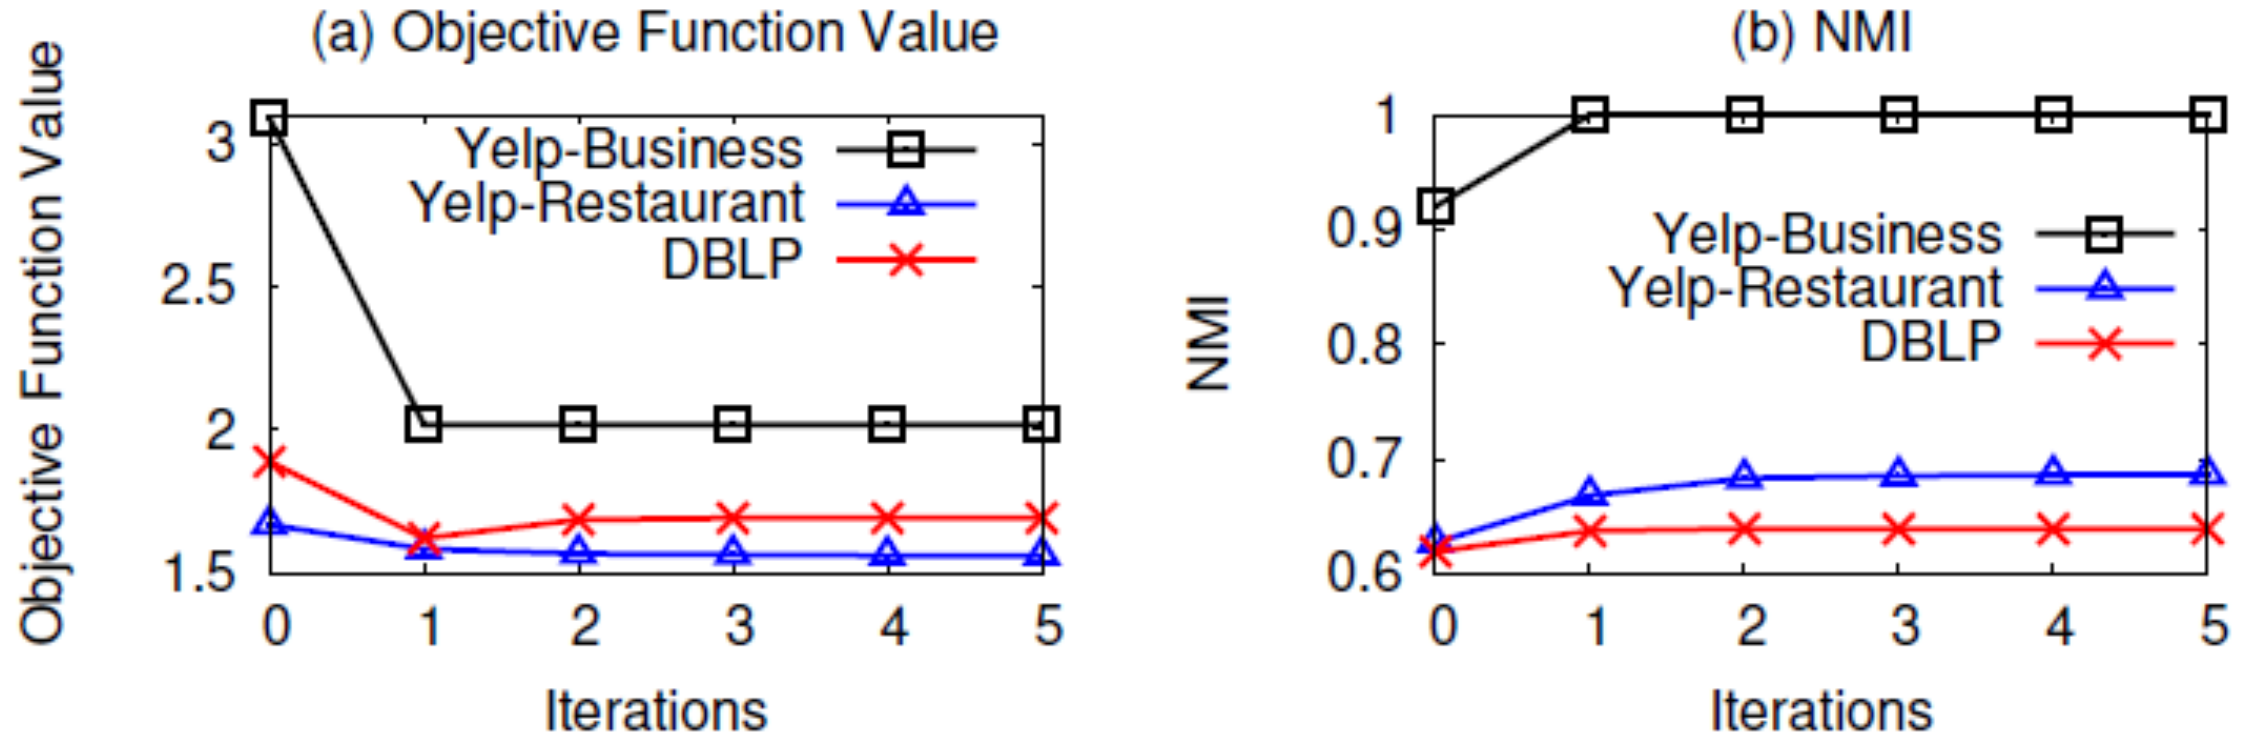 (a) Objective Function Value
Objective Function Value
3
2.5
2
1.5
Yelp-Business
Yelp-Restaurant
DBLP
0 1 2 3 4 5
Iterations
(b) NMI
NMI
1
0.9
0.8
0.7
0.6
Yelp-Business
Yelp-Restaurant
DBLP
0 1 2 3 4 5
Iterations